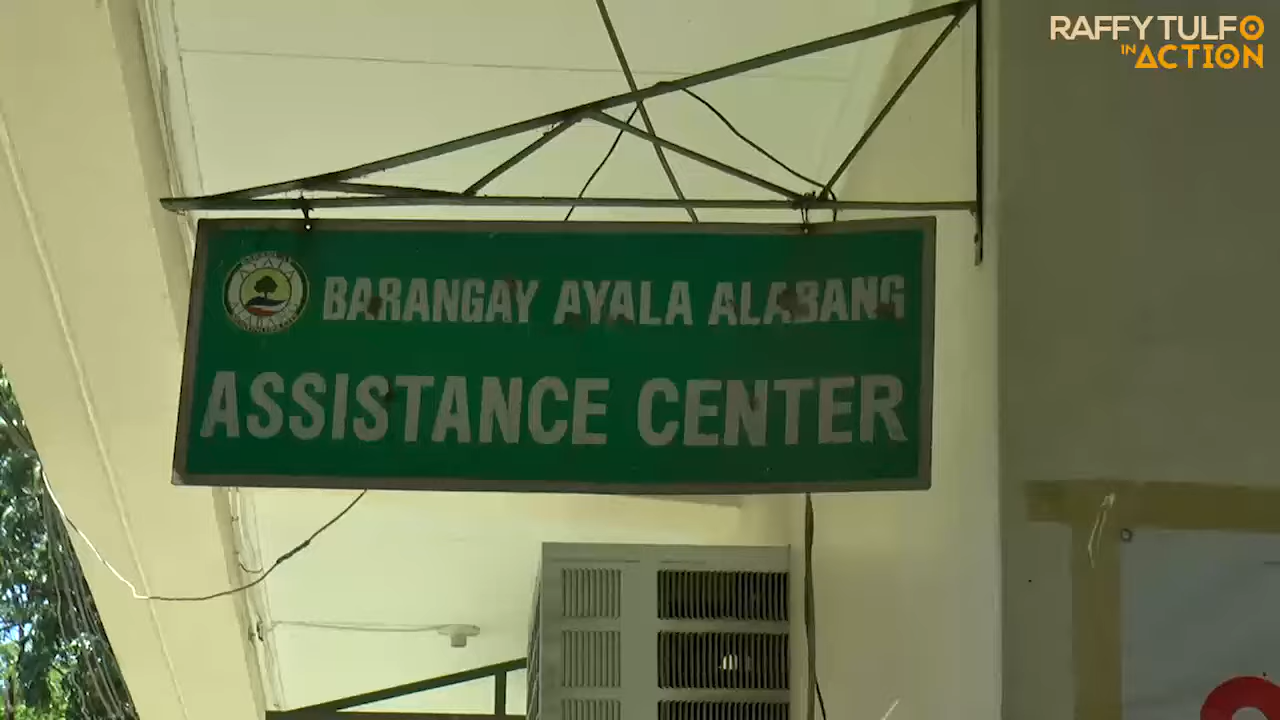 RAFFY TULFO
IN ACTION
BARANGAY AYALA ALABANG
ASSISTANCE CENTER